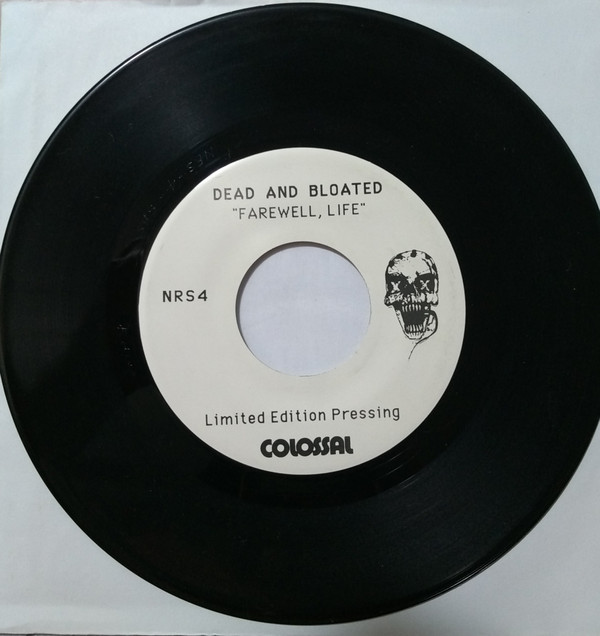 DEAD AND BLOATED
"FAREWELL, LIFE"
NRS4
Limited Edition Pressing
COLOSSAL